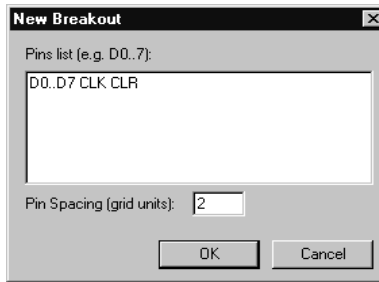 New Breakout
Pins list (e.g. D0..7):
D0..D7 CLK CLR
Pin Spacing (grid units): 2
OK Cancel